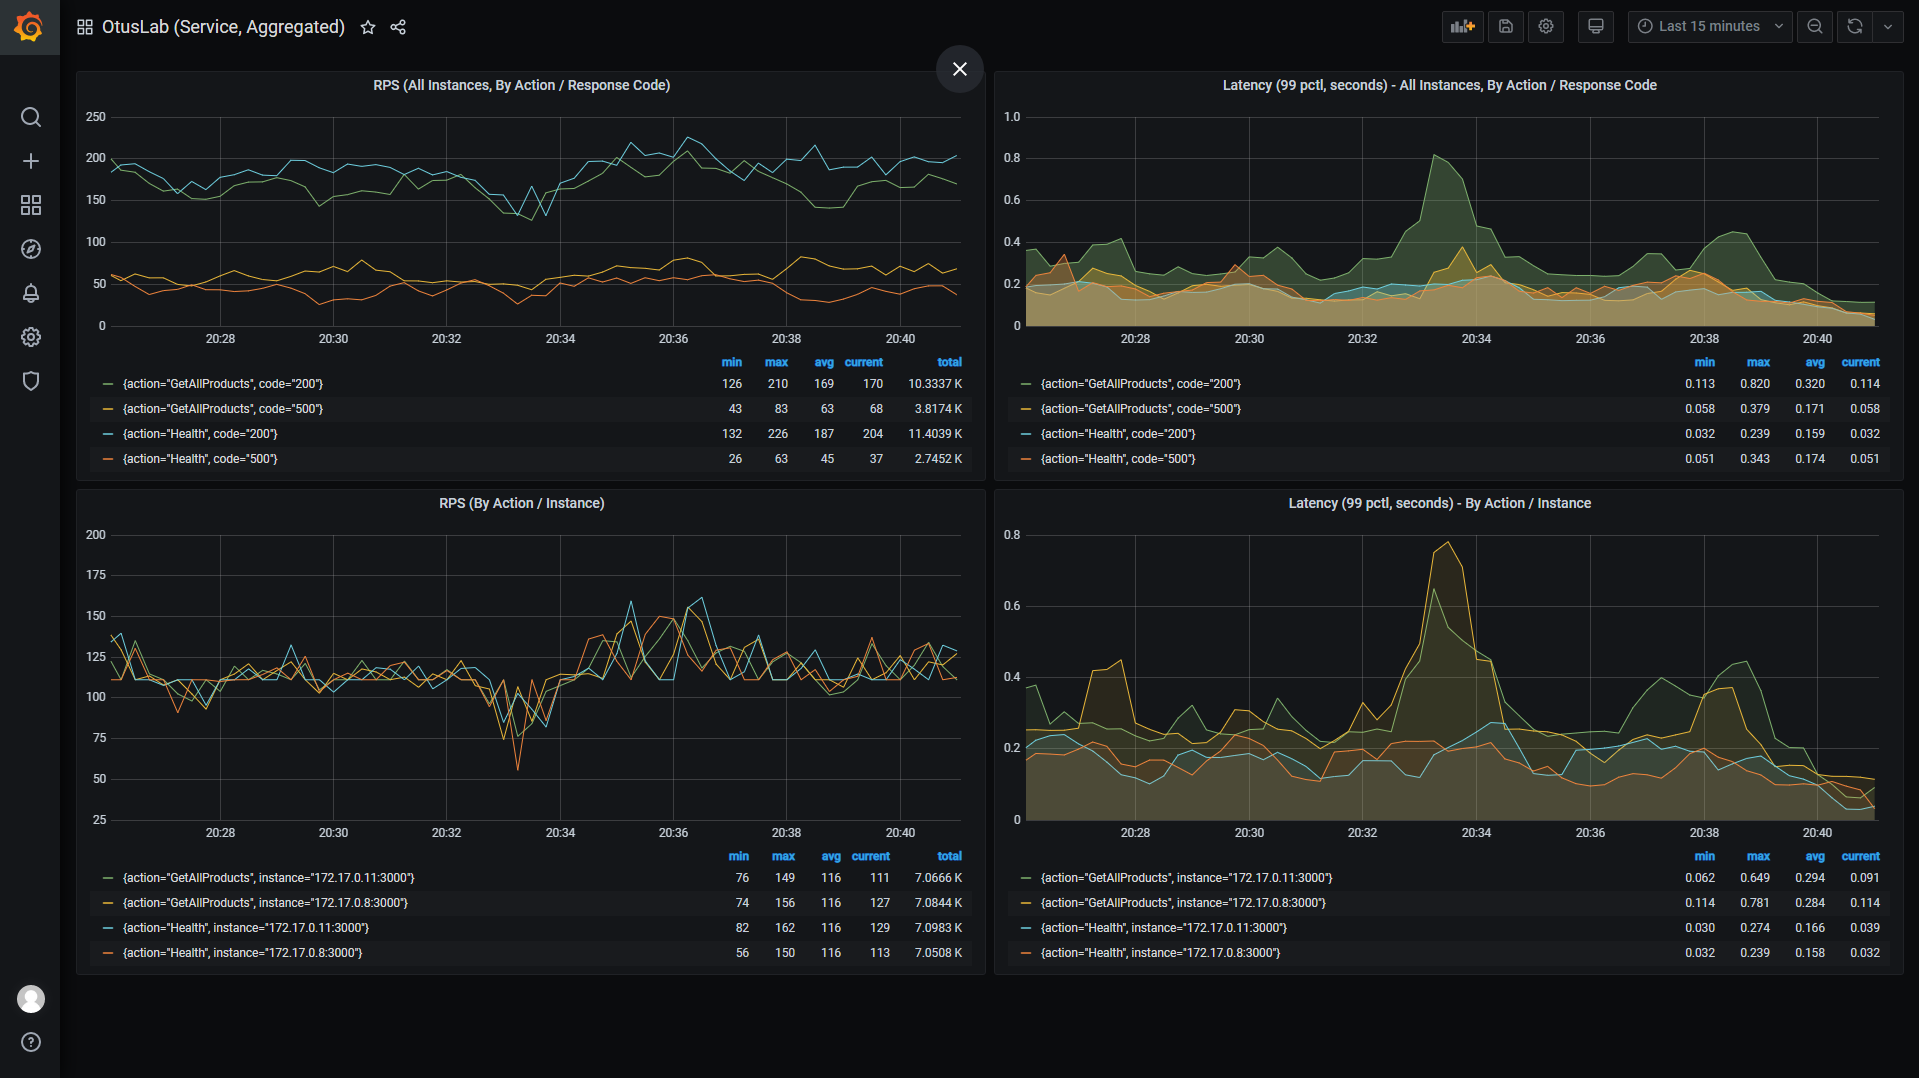 OtusLab (Service, Aggregated)
Last 15 minutes
RPS (All Instances, By Action / Response Code)
250
200
150
100
50
0
20:28 20:30 20:32 20:34 20:36 20:38 20:40
min max avg current total
{action="GetAllProducts", code="200"} 126 210 169 170 10.3337 K
{action="GetAllProducts", code="500"} 43 83 63 68 3.8174 K
{action="Health", code="200"} 132 226 187 204 11.4039 K
{action="Health", code="500"} 26 63 45 37 2.7452 K
Latency (99 pctl, seconds) - All Instances, By Action / Response Code
1.0
0.8
0.6
0.4
0.2
0
20:28 20:30 20:32 20:34 20:36 20:38 20:40
min max avg current
{action="GetAllProducts", code="200"} 0.113 0.820 0.320 0.114
{action="GetAllProducts", code="500"} 0.058 0.379 0.171 0.058
{action="Health", code="200"} 0.032 0.239 0.159 0.032
{action="Health", code="500"} 0.051 0.343 0.174 0.051
RPS (By Action / Instance)
200
175
150
125
100
75
50
25
20:28 20:30 20:32 20:34 20:36 20:38 20:40
min max avg current total
{action="GetAllProducts", instance="172.17.0.11:3000"} 76 149 116 111 7.0666 K
{action="GetAllProducts", instance="172.17.0.8:3000"} 74 156 116 127 7.0844 K
{action="Health", instance="172.17.0.11:3000"} 82 162 116 129 7.0983 K
{action="Health", instance="172.17.0.8:3000"} 56 150 116 113 7.0508 K
Latency (99 pctl, seconds) - By Action / Instance
0.8
0.6
0.4
0.2
0
20:28 20:30 20:32 20:34 20:36 20:38 20:40
min max avg current
{action="GetAllProducts", instance="172.17.0.11:3000"} 0.062 0.649 0.294 0.091
{action="GetAllProducts", instance="172.17.0.8:3000"} 0.114 0.781 0.284 0.114
{action="Health", instance="172.17.0.11:3000"} 0.030 0.274 0.166 0.039
{action="Health", instance="172.17.0.8:3000"} 0.032 0.239 0.158 0.032